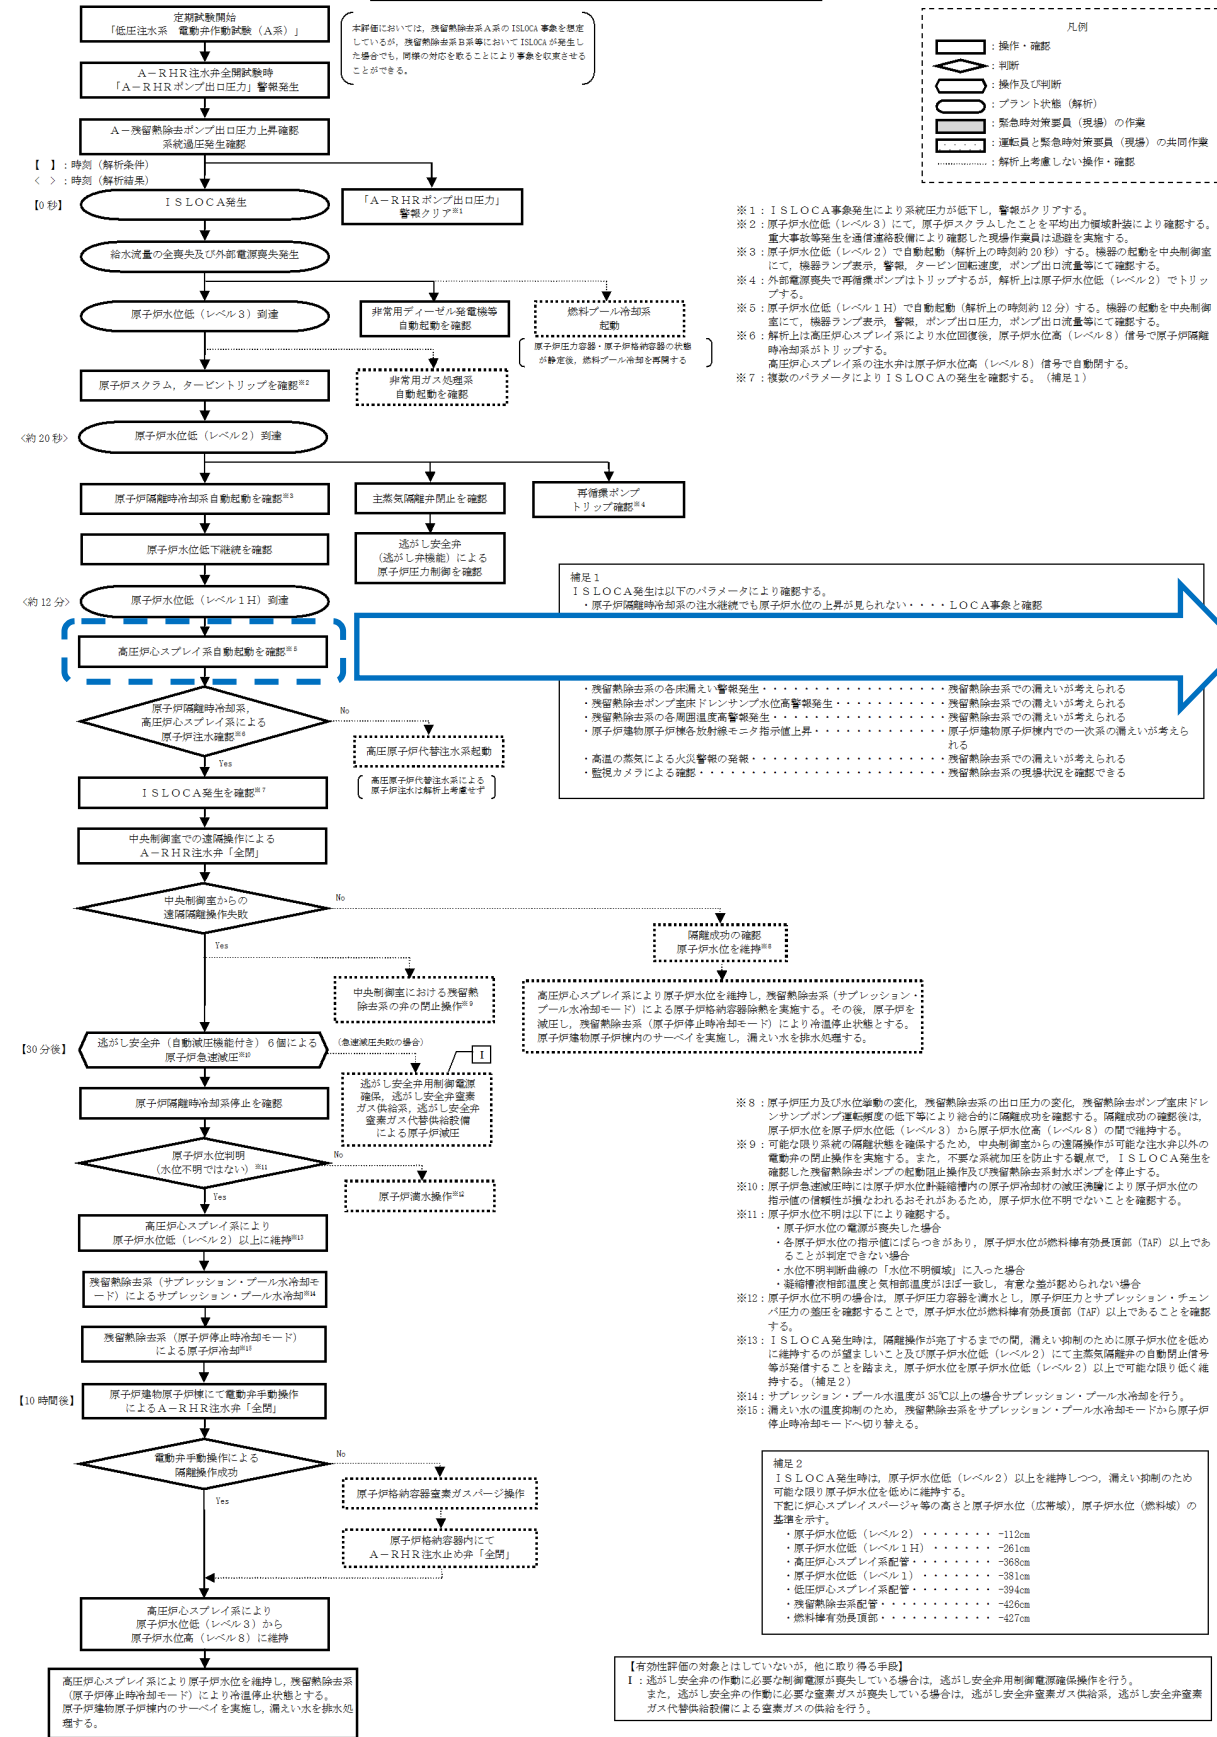 定期試験開始
「低圧注水系　電動弁作動試験（Ａ系）」
本評価においては，残留熱除去系Ａ系のISLOCA事象を想定
しているが，残留熱除去系Ｂ系等においてISLOCAが発生し
た場合でも，同様の対応を取ることにより事象を収束させる
ことができる。
凡例
：操作・確認
：判断
：操作及び判断
：プラント状態（解析）
：緊急時対策要員（現場）の作業
：運転員と緊急時対策要員（現場）の共同作業
：解析上考慮しない操作・確認
Ａ－ＲＨＲ注水弁全開試験時
「Ａ－ＲＨＲポンプ出口圧力」警報発生
Ａ－残留熱除去ポンプ出口圧力上昇確認
系統過圧発生確認
【　】：時刻（解析条件）
＜　＞：時刻（解析結果）
【0秒】
ＩＳＬＯＣＡ発生
「Ａ－ＲＨＲポンプ出口圧力」
警報クリア※1
給水流量の全喪失及び外部電源喪失発生
原子炉水位低（レベル３）到達
非常用ディーゼル発電機等
自動起動を確認
燃料プール冷却系
起動
原子炉圧力容器・原子炉格納容器の状態
が静定後，燃料プール冷却を再開する
原子炉スクラム，タービントリップを確認※2
非常用ガス処理系
自動起動を確認
<約20秒>
原子炉水位低（レベル２）到達
原子炉隔離時冷却系自動起動を確認※3
主蒸気隔離弁閉止を確認
再循環ポンプ
トリップ確認※4
原子炉水位低下継続を確認
逃がし安全弁
（逃がし弁機能）による
原子炉圧力制御を確認
<約12分>
原子炉水位低（レベル１Ｈ）到達
高圧炉心スプレイ系自動起動を確認※5
原子炉隔離時冷却系，
高圧炉心スプレイ系による
原子炉注水確認※6
No
Yes
高圧原子炉代替注水系起動
高圧原子炉代替注水系による
原子炉注水は解析上考慮せず
ＩＳＬＯＣＡ発生を確認※7
中央制御室での遠隔操作による
Ａ－ＲＨＲ注水弁「全閉」
中央制御室からの
遠隔隔離操作失敗
No
Yes
隔離成功の確認
原子炉水位を維持※8
中央制御室における残留熱
除去系の弁の閉止操作※9
高圧炉心スプレイ系により原子炉水位を維持し，残留熱除去系（サプレッション・
プール水冷却モード）による原子炉格納容器除熱を実施する。その後，原子炉を
減圧し，残留熱除去系（原子炉停止時冷却モード）により冷温停止状態とする。
原子炉建物原子炉棟内のサーベイを実施し，漏えい水を排水処理する。
【30分後】
逃がし安全弁（自動減圧機能付き）６個による
原子炉急速減圧※10
（急速減圧失敗の場合）
Ⅰ
逃がし安全弁用制御電源
確保，逃がし安全弁窒素
ガス供給系，逃がし安全弁
窒素ガス代替供給設備
による原子炉減圧
原子炉隔離時冷却系停止を確認
原子炉水位判明
（水位不明ではない）※11
No
Yes
原子炉満水操作※12
高圧炉心スプレイ系により
原子炉水位低（レベル２）以上に維持※13
残留熱除去系（サプレッション・プール水冷却モ
ード）によるサプレッション・プール水冷却※14
残留熱除去系（原子炉停止時冷却モード）
による原子炉冷却※15
【10時間後】
原子炉建物原子炉棟にて電動弁手動操作
によるＡ－ＲＨＲ注水弁「全閉」
電動弁手動操作による
隔離操作成功
No
Yes
原子炉格納容器窒素ガスパージ操作
原子炉格納容器内にて
Ａ－ＲＨＲ注水止め弁「全閉」
高圧炉心スプレイ系により
原子炉水位低（レベル３）から
原子炉水位高（レベル８）に維持
高圧炉心スプレイ系により原子炉水位を維持し，残留熱除去系
（原子炉停止時冷却モード）により冷温停止状態とする。
原子炉建物原子炉棟内のサーベイを実施し，漏えい水を排水処
理する。
※１：ＩＳＬＯＣＡ事象発生により系統圧力が低下し，警報がクリアする。
※２：原子炉水位低（レベル３）にて，原子炉スクラムしたことを平均出力領域計装により確認する。
重大事故等発生を通信連絡設備により確認した現場作業員は退避を実施する。
※３：原子炉水位低（レベル２）で自動起動（解析上の時刻約20秒）する。機器の起動を中央制御室
にて，機器ランプ表示，警報，タービン回転速度，ポンプ出口流量等にて確認する。
※４：外部電源喪失で再循環ポンプはトリップするが，解析上は原子炉水位低（レベル２）でトリッ
プする。
※５：原子炉水位低（レベル１Ｈ）で自動起動（解析上の時刻約12分）する。機器の起動を中央制御
室にて，機器ランプ表示，警報，ポンプ出口圧力，ポンプ出口流量等にて確認する。
※６：解析上は高圧炉心スプレイ系により水位回復後，原子炉水位高（レベル８）信号で原子炉隔離
時冷却系がトリップする。
高圧炉心スプレイ系の注水弁は原子炉水位高（レベル８）信号で自動閉する。
※７：複数のパラメータによりＩＳＬＯＣＡの発生を確認する。（補足１）
補足１
ＩＳＬＯＣＡ発生は以下のパラメータにより確認する。
・原子炉隔離時冷却系の注水継続でも原子炉水位の上昇が見られない・・・・ＬＯＣＡ事象と確認
・残留熱除去系の各床漏えい警報発生・・・・・・・・・・・・・・・・・・残留熱除去系での漏えいが考えられる
・残留熱除去ポンプ室床ドレンサンプ水位高警報発生・・・・・・・・・・・残留熱除去系での漏えいが考えられる
・残留熱除去系の各周囲温度高警報発生・・・・・・・・・・・・・・・・・残留熱除去系での漏えいが考えられる
・原子炉建物原子炉棟各放射線モニタ指示値上昇・・・・・・・・・・・・・原子炉建物原子炉棟内での一次系の漏えいが考えら
れる
・高温の蒸気による火災警報の発報・・・・・・・・・・・・・・・・・・・残留熱除去系での漏えいが考えられる
・監視カメラによる確認・・・・・・・・・・・・・・・・・・・・・・・・残留熱除去系の現場状況を確認できる
※８：原子炉圧力及び水位挙動の変化，残留熱除去系の出口圧力の変化，残留熱除去ポンプ室床ドレ
ンサンプポンプ運転頻度の低下等により総合的に隔離成功を確認する。隔離成功の確認後は，
原子炉水位を原子炉水位低（レベル３）から原子炉水位高（レベル８）の間で維持する。
※９：可能な限り系統の隔離状態を確保するため，中央制御室からの遠隔操作が可能な注水弁以外の
電動弁の閉止操作を実施する。また，不要な系統加圧を防止する観点で，ＩＳＬＯＣＡ発生を
確認した残留熱除去ポンプの起動阻止操作及び残留熱除去系封水ポンプを停止する。
※10：原子炉急速減圧時には原子炉水位計凝縮槽内の原子炉冷却材の減圧沸騰により原子炉水位の
指示値の信頼性が損なわれるおそれがあるため，原子炉水位不明でないことを確認する。
※11：原子炉水位不明は以下により確認する。
・原子炉水位の電源が喪失した場合
・各原子炉水位の指示値にばらつきがあり，原子炉水位が燃料棒有効長頂部（TAF）以上であ
ることが判定できない場合
・水位不明判断曲線の「水位不明領域」に入った場合
・凝縮槽液相部温度と気相部温度がほぼ一致し，有意な差が認められない場合
※12：原子炉水位不明の場合は，原子炉圧力容器を満水とし，原子炉圧力とサプレッション・チェン
バ圧力の差圧を確認することで，原子炉水位が燃料棒有効長頂部（TAF）以上であることを確認
する。
※13：ＩＳＬＯＣＡ発生時は，隔離操作が完了するまでの間，漏えい抑制のために原子炉水位を低め
に維持するのが望ましいこと及び原子炉水位低（レベル２）にて主蒸気隔離弁の自動閉止信号
等が発信することを踏まえ，原子炉水位を原子炉水位低（レベル２）以上で可能な限り低く維
持する。（補足２）
※14：サプレッション・プール水温度が35℃以上の場合サプレッション・プール水冷却を行う。
※15：漏えい水の温度抑制のため，残留熱除去系をサプレッション・プール水冷却モードから原子炉
停止時冷却モードへ切り替える。
補足２
ＩＳＬＯＣＡ発生時は，原子炉水位低（レベル２）以上を維持しつつ，漏えい抑制のため
可能な限り原子炉水位を低めに維持する。
下記に炉心スプレイスパージャ等の高さと原子炉水位（広帯域），原子炉水位（燃料域）の
基準を示す。
・原子炉水位低（レベル２）・・・・・・・ -112cm
・原子炉水位低（レベル１Ｈ）・・・・・・ -261cm
・高圧炉心スプレイ系配管・・・・・・・・ -368cm
・原子炉水位低（レベル１）・・・・・・・ -381cm
・低圧炉心スプレイ系配管・・・・・・・・ -394cm
・残留熱除去系配管・・・・・・・・・・・ -426cm
・燃料棒有効長頂部・・・・・・・・・・・ -427cm
【有効性評価の対象とはしていないが，他に取り得る手段】
Ⅰ：逃がし安全弁の作動に必要な制御電源が喪失している場合は，逃がし安全弁用制御電源確保操作を行う。
また，逃がし安全弁の作動に必要な窒素ガスが喪失している場合は，逃がし安全弁窒素ガス供給系，逃がし安全弁窒素
ガス代替供給設備による窒素ガスの供給を行う。